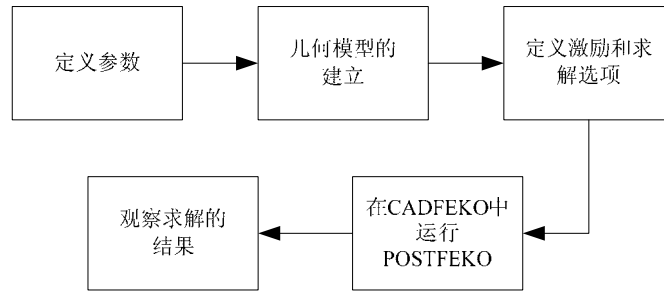 定义参数
几何模型的
建立
定义激励和求
解选项
在CADFEKO中
运行
POSTFEKO
观察求解的
结果